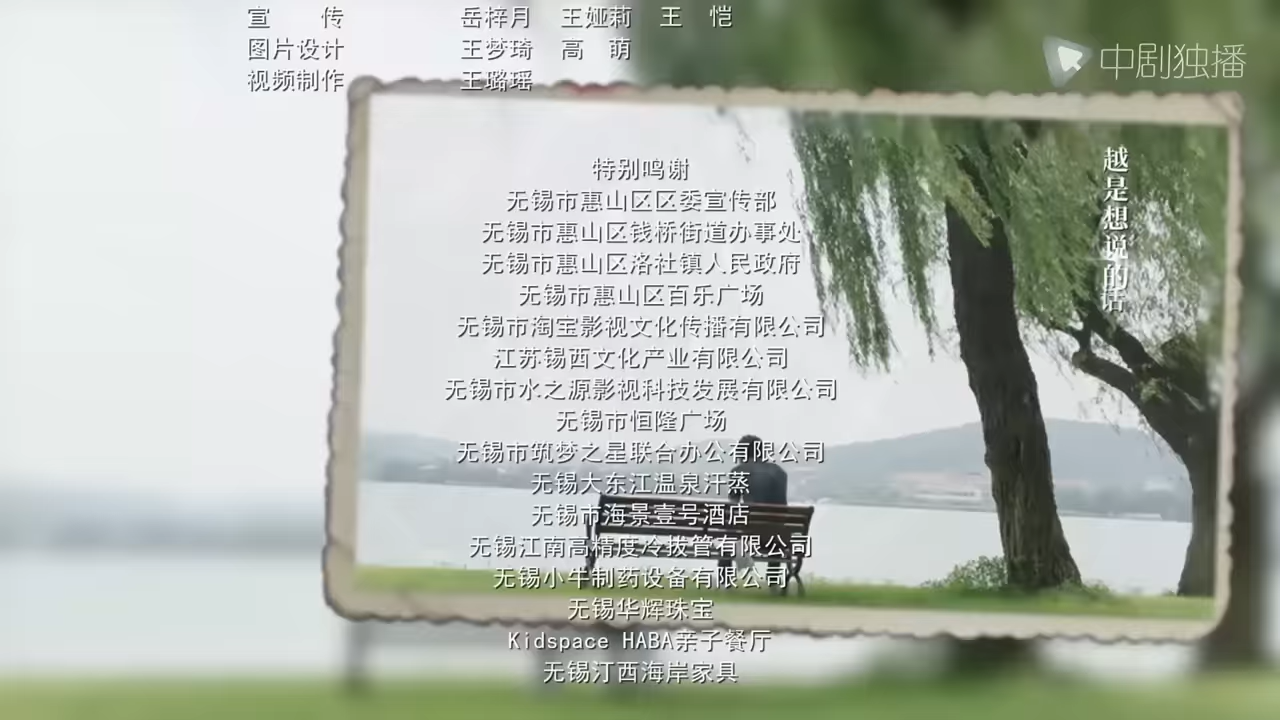 宣 传 岳梓月 王娅莉 王 恺
图片设计 王梦琦 高 萌
视频制作 王璐瑶
中剧独播
越是想说的话
特别鸣谢
无锡市惠山区区委宣传部
无锡市惠山区钱桥街道办事处
无锡市惠山区洛社镇人民政府
无锡市惠山区百乐广场
无锡市淘宝影视文化传播有限公司
江苏锡西文化产业有限公司
无锡市水之源影视科技发展有限公司
无锡市恒隆广场
无锡市筑梦之星联合办公有限公司
无锡大东江温泉汗蒸
无锡市海景壹号酒店
无锡江南高精度冷拔管有限公司
无锡小牛制药设备有限公司
无锡华辉珠宝
Kidspace HABA亲子餐厅
无锡汀西海岸家具